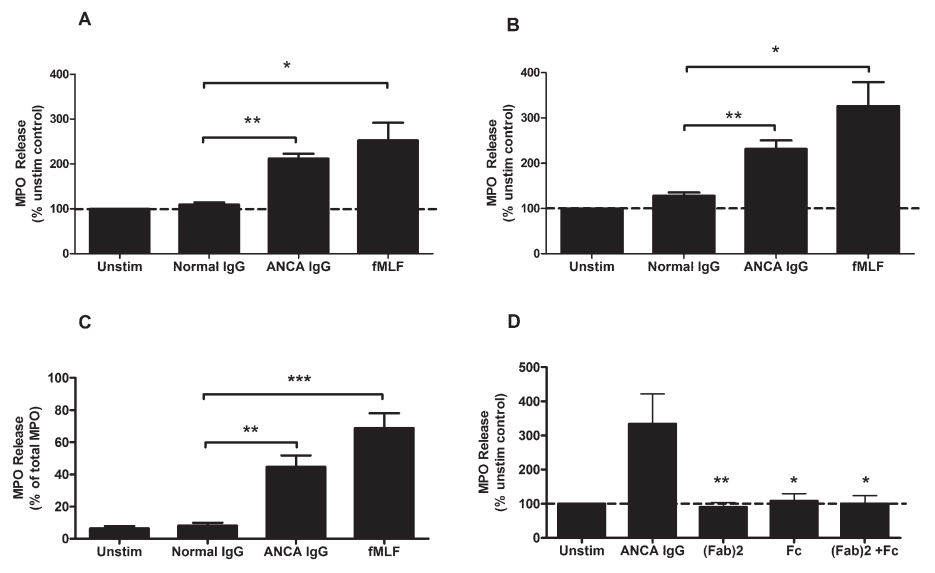 A
MPO Release
(% unstim control)
400
300
200
100
0
*
**
Unstim Normal IgG ANCA IgG fMLF
B
MPO Release
(% unstim control)
400
300
200
100
0
*
**
Unstim Normal IgG ANCA IgG fMLF
C
MPO Release
(% of total MPO)
100
80
60
40
20
0
***
**
Unstim Normal IgG ANCA IgG fMLF
D
MPO Release
(% unstim control)
500
400
300
200
100
0
** * *
Unstim ANCA IgG (Fab)2 Fc (Fab)2 +Fc